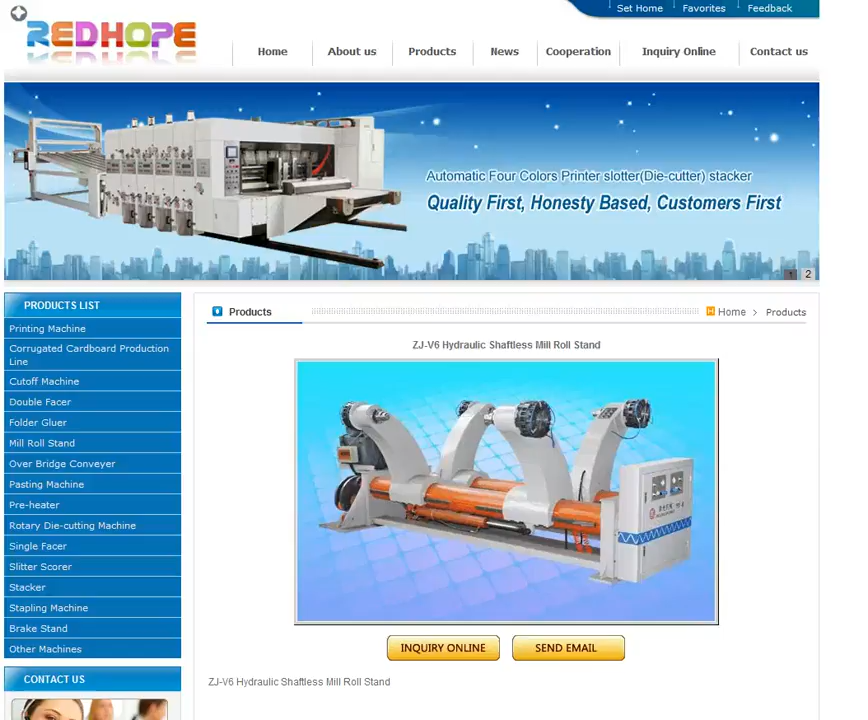 Set Home
Favorites
Feedback
REDHOPE
Home
About us
Products
News
Cooperation
Inquiry Online
Contact us
Automatic Four Colors Printer slotter(Die-cutter) stacker
Quality First, Honesty Based, Customers First
1 2
PRODUCTS LIST
Printing Machine
Corrugated Cardboard Production
Line
Cutoff Machine
Double Facer
Folder Gluer
Mill Roll Stand
Over Bridge Conveyer
Pasting Machine
Pre-heater
Rotary Die-cutting Machine
Single Facer
Slitter Scorer
Stacker
Stapling Machine
Brake Stand
Other Machines
CONTACT US
Products
Home > Products
ZJ-V6 Hydraulic Shaftless Mill Roll Stand
INQUIRY ONLINE
SEND EMAIL
ZJ-V6 Hydraulic Shaftless Mill Roll Stand